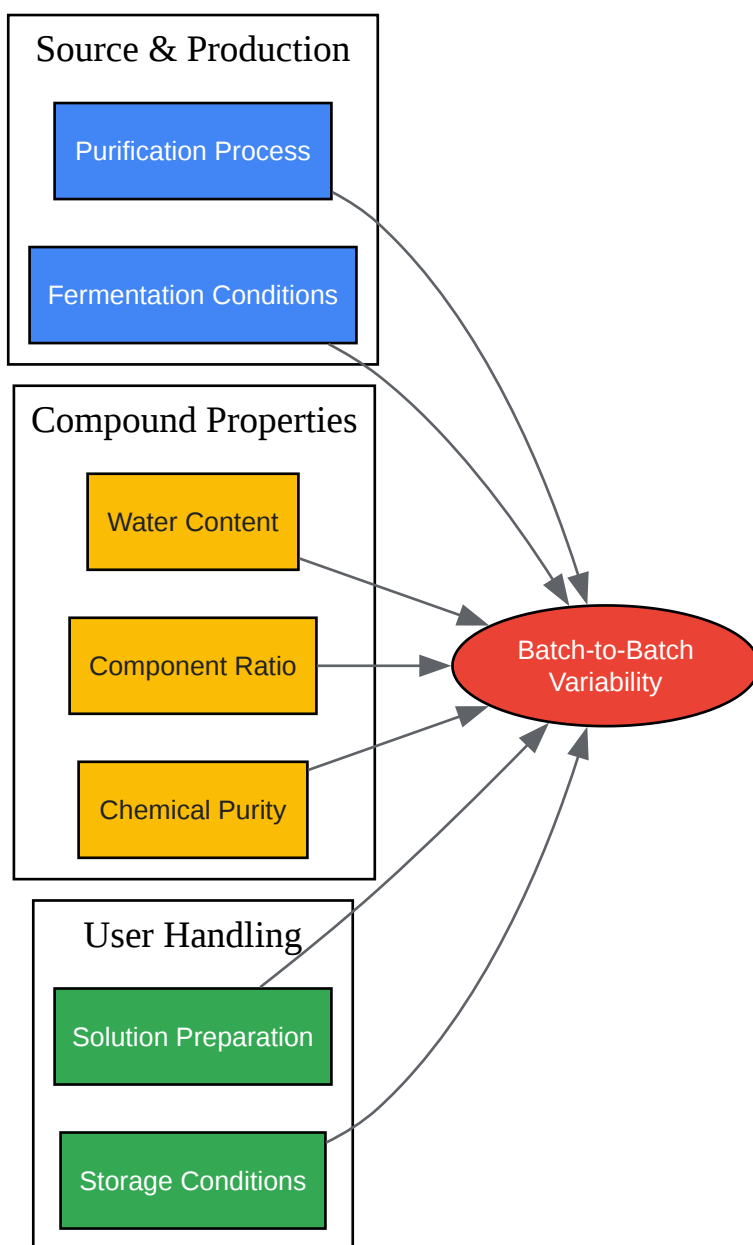 Source & Production
Purification Process
Fermentation Conditions
Compound Properties
Water Content
Component Ratio
Chemical Purity
Batch-to-Batch
Variability
User Handling
Solution Preparation
Storage Conditions